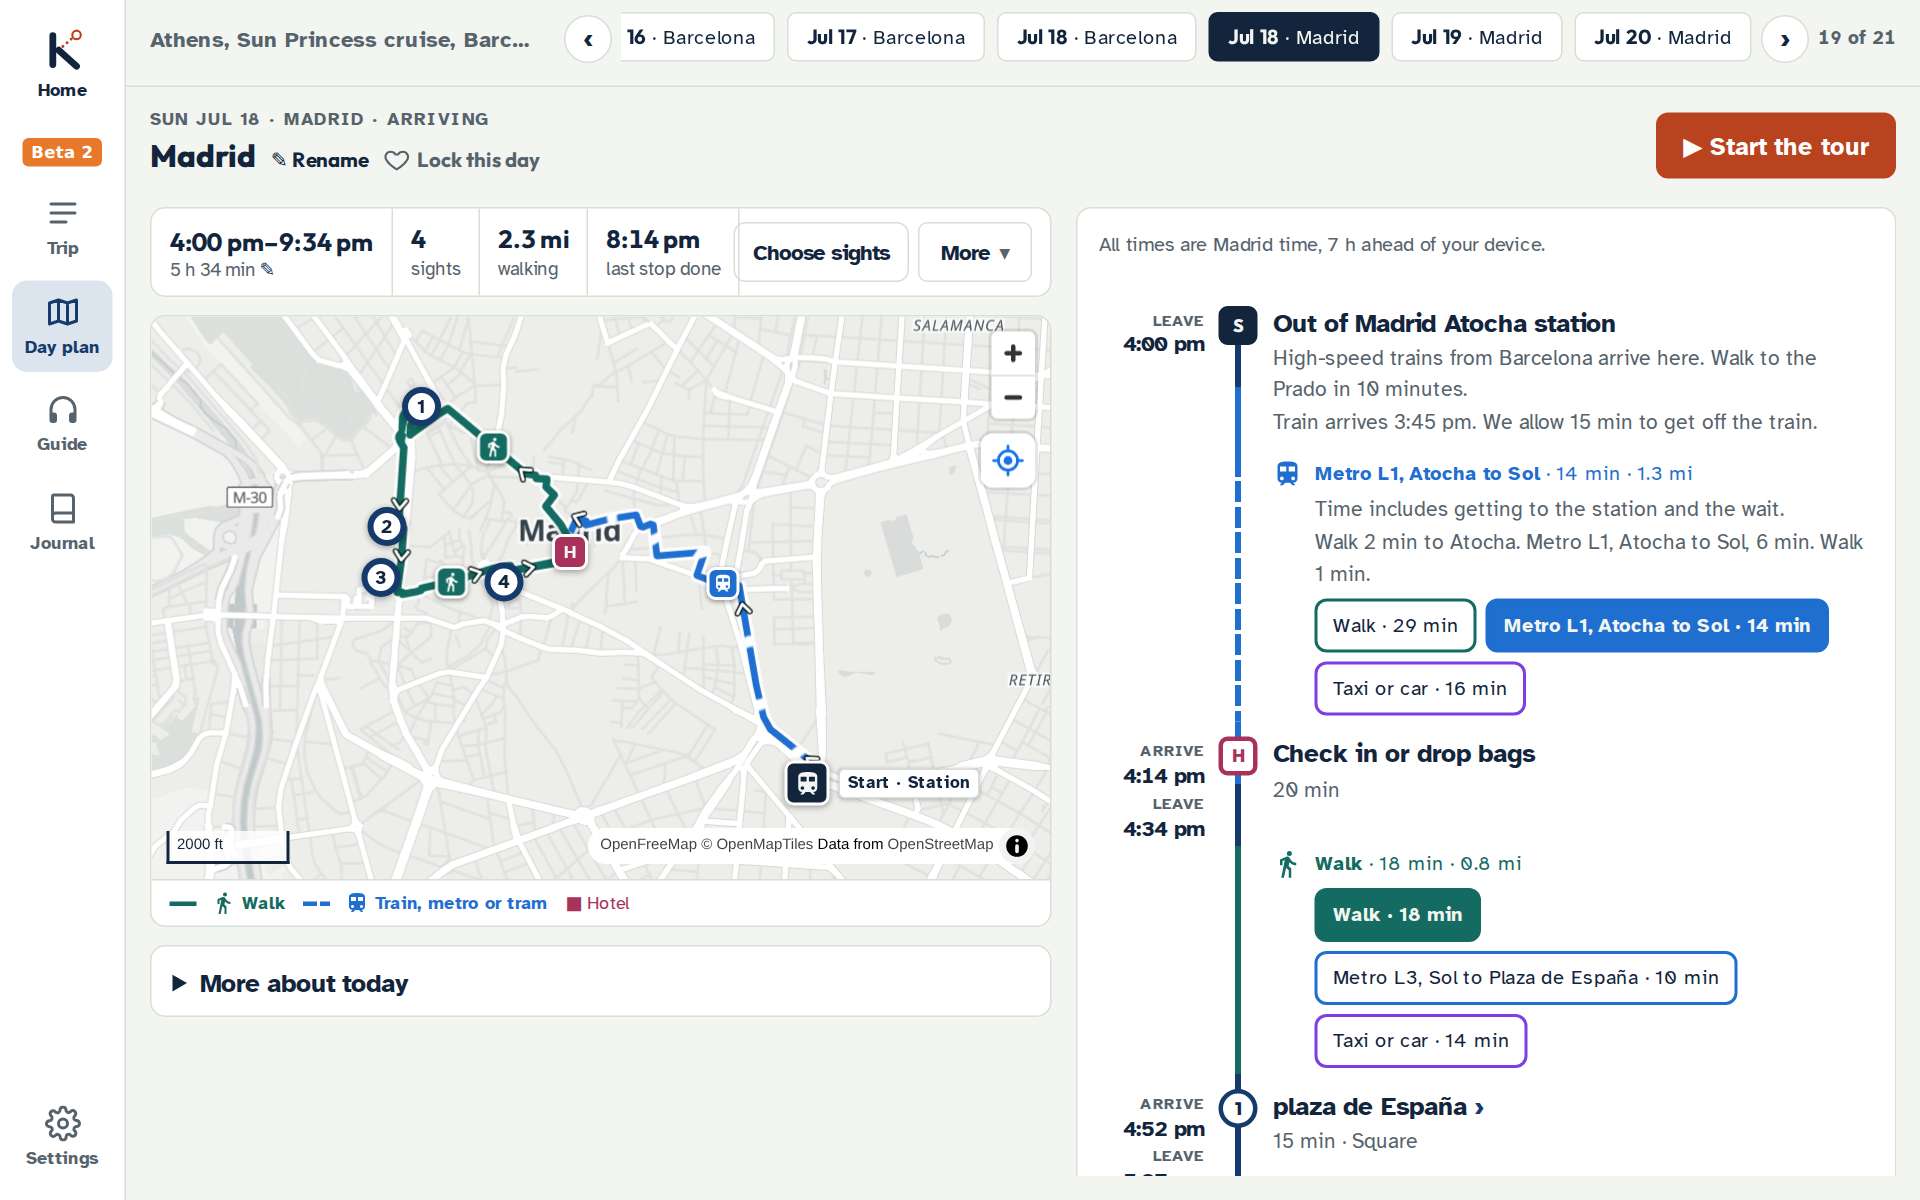 Athens, Sun Princess cruise, Barc...
‹
16 · Barcelona
Jul 17 · Barcelona
Jul 18 · Barcelona
Jul 18 · Madrid
Jul 19 · Madrid
Jul 20 · Madrid
›
19 of 21
Home
Beta 2
Trip
Day plan
Guide
Journal
Settings
SUN JUL 18 · MADRID · ARRIVING
Madrid ✎ Rename Lock this day
▶ Start the tour
4:00 pm–9:34 pm
5 h 34 min ✎
4
sights
2.3 mi
walking
8:14 pm
last stop done
Choose sights
More ▾
SALAMANCA
+
−
M-30
1
2
3
4
H
RETIR
Start · Station
2000 ft
OpenFreeMap © OpenMapTiles Data from OpenStreetMap
Walk
Train, metro or tram
Hotel
▶ More about today
All times are Madrid time, 7 h ahead of your device.
LEAVE
4:00 pm
S
Out of Madrid Atocha station
High-speed trains from Barcelona arrive here. Walk to the
Prado in 10 minutes.
Train arrives 3:45 pm. We allow 15 min to get off the train.
Metro L1, Atocha to Sol · 14 min · 1.3 mi
Time includes getting to the station and the wait.
Walk 2 min to Atocha. Metro L1, Atocha to Sol, 6 min. Walk
1 min.
Walk · 29 min
Metro L1, Atocha to Sol · 14 min
Taxi or car · 16 min
ARRIVE
4:14 pm
LEAVE
4:34 pm
H
Check in or drop bags
20 min
Walk · 18 min · 0.8 mi
Walk · 18 min
Metro L3, Sol to Plaza de España · 10 min
Taxi or car · 14 min
ARRIVE
4:52 pm
LEAVE
1
plaza de España ›
15 min · Square